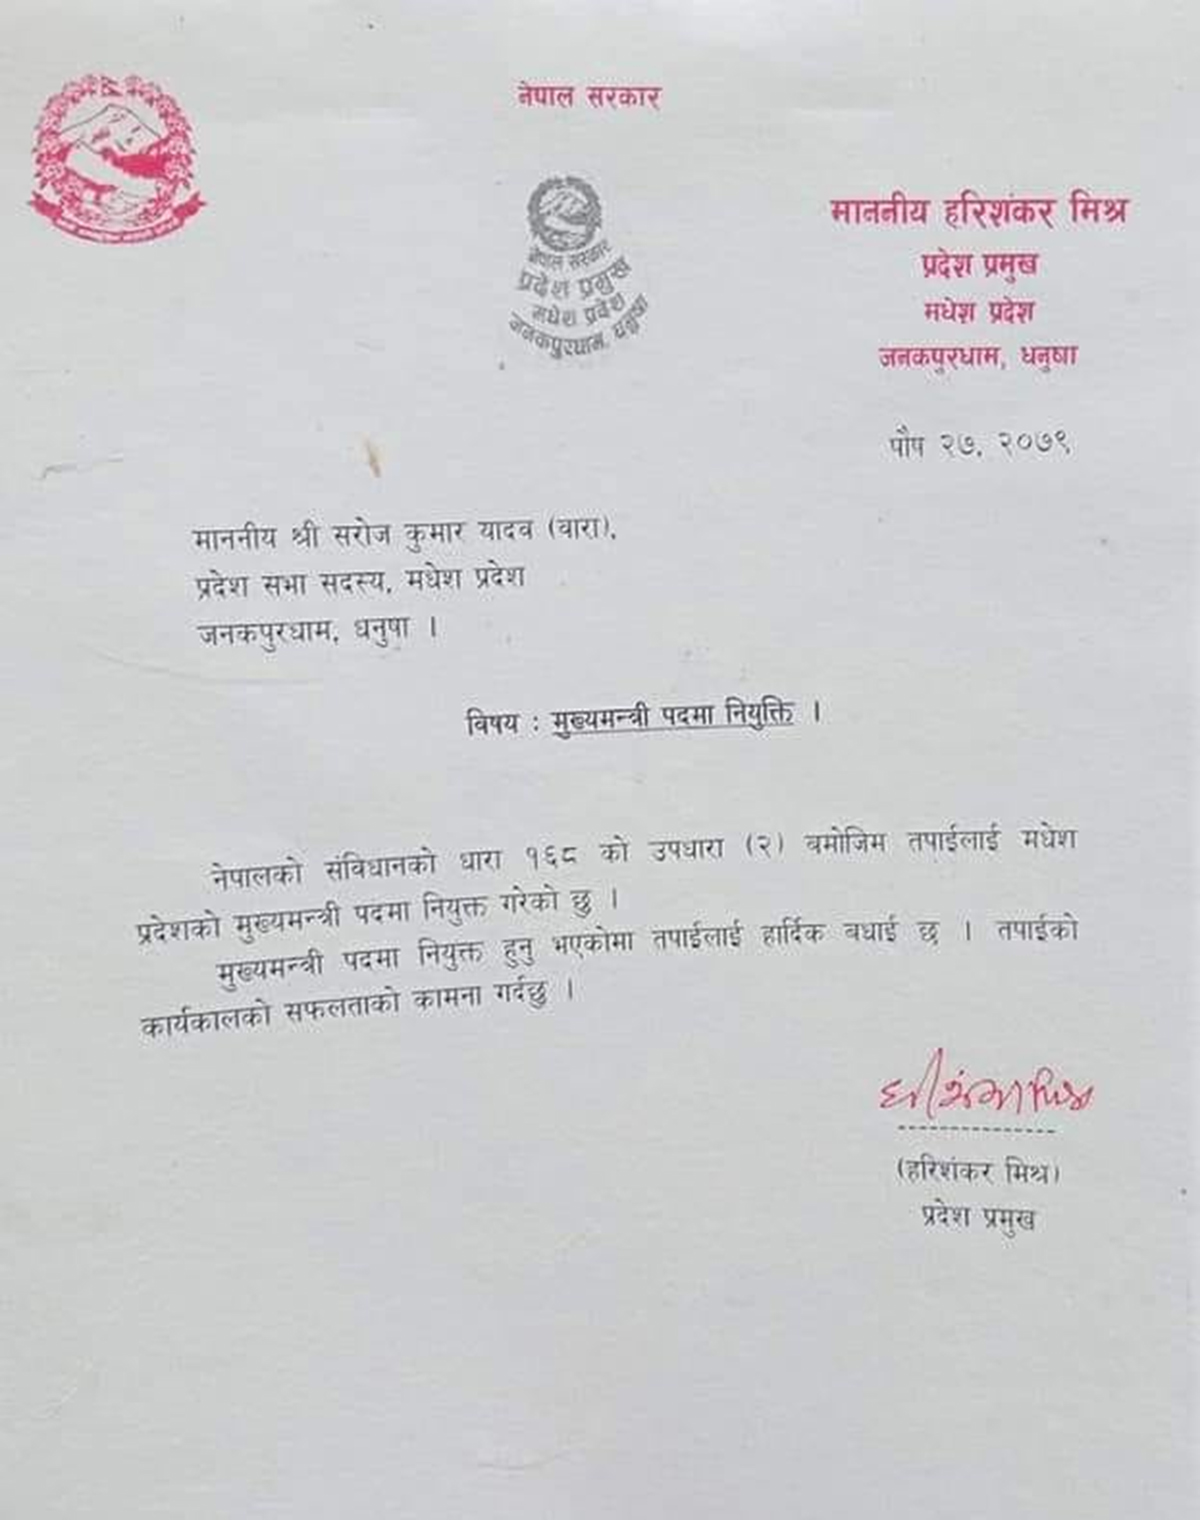 नेपाल सरकार
माननीय हरिशंकर मिश्र
प्रदेश प्रमुख
मधेश प्रदेश
जनकपुरधाम, धनुषा
नेपाल सरकार
प्रदेश प्रमुख
मधेश प्रदेश
जनकपुरधाम, धनुषा
पौष २७, २०७९
माननीय श्री सरोज कुमार यादव (बारा),
प्रदेश सभा सदस्य, मधेश प्रदेश
जनकपुरधाम, धनुषा ।
विषय : मुख्यमन्त्री पदमा नियुक्ति ।
नेपालको संविधानको धारा १६८ को उपधारा (२) बमोजिम तपाईलाई मधेश
प्रदेशको मुख्यमन्त्री पदमा नियुक्त गरेको छु ।
मुख्यमन्त्री पदमा नियुक्त हुनु भएकोमा तपाईलाई हार्दिक बधाई छ । तपाईको
कार्यकालको सफलताको कामना गर्दछु ।
(हरिशंकर मिश्र)
प्रदेश प्रमुख